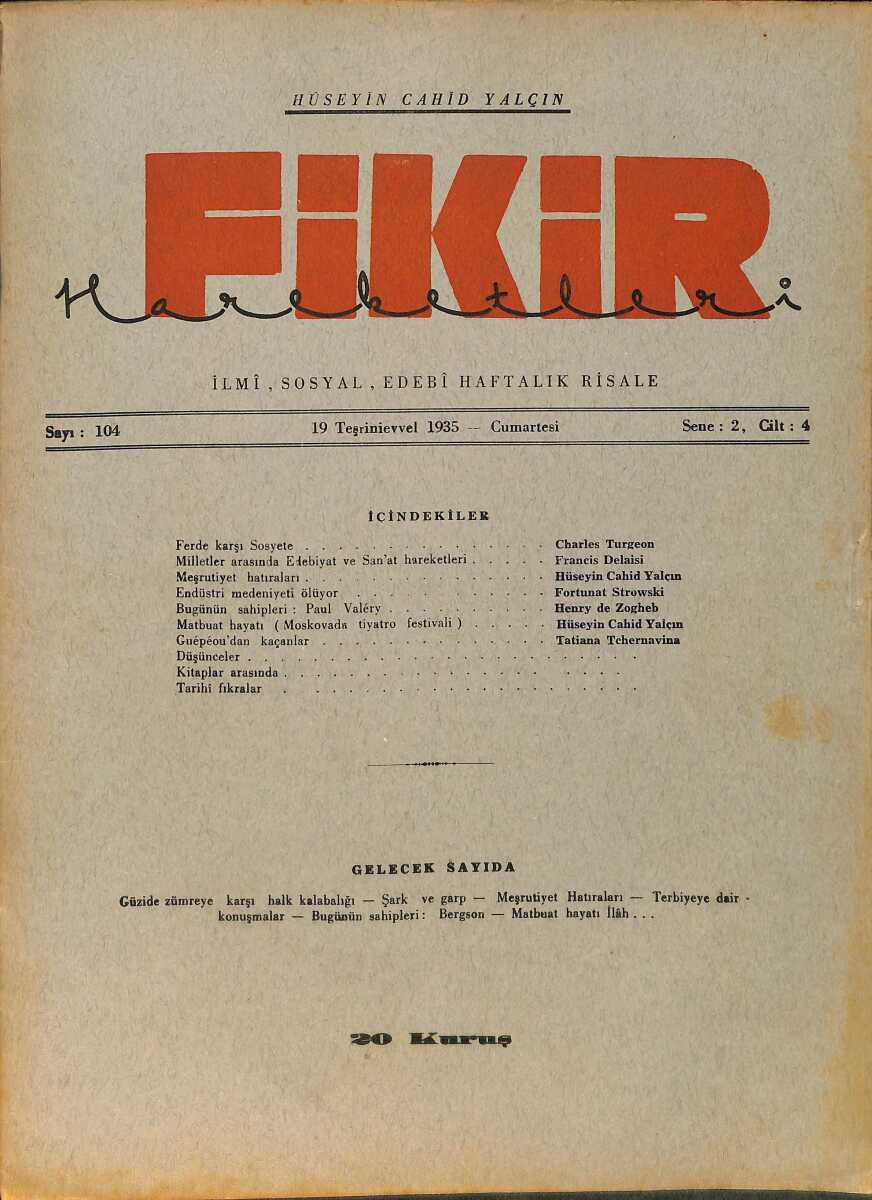 HÜSEYİN CAHİD YALÇIN
FİKİR
Hareketleri
İLMÎ, SOSYAL, EDEBÎ HAFTALIK RİSALE
Sayı : 104 19 Teşrinievvel 1935 — Cumartesi Sene : 2, Cilt : 4
İÇİNDEKİLER
Ferde karşı Sosyete . . . . . . . . . . . . . . . Charles Turgeon
Milletler arasında Edebiyat ve San'at hareketleri . . . . . Francis Delaisi
Meşrutiyet hatıraları . . . . . . . . . . . . . . . Hüseyin Cahid Yalçın
Endüstri medeniyeti ölüyor . . . . . . . . . . . . Fortunat Strowski
Bugünün sahipleri : Paul Valéry . . . . . . . . . . Henry de Zogheb
Matbuat hayatı ( Moskovada tiyatro festivali ) . . . . . Hüseyin Cahid Yalçın
Guépéou'dan kaçanlar . . . . . . . . . . . . . . Tatiana Tchernavina
Düşünceler . . . . . . . . . . . . . . . . . . . . . . .
Kitaplar arasında . . . . . . . . . . . . . . . . . . . .
Tarihî fıkralar . . . . . . . . . . . . . . . . . . . . .
GELECEK SAYIDA
Güzide zümreye karşı halk kalabalığı — Şark ve garp — Meşrutiyet Hatıraları — Terbiyeye dair -
konuşmalar — Bugünün sahipleri : Bergson — Matbuat hayatı İlâh . . .
20 Kuruş